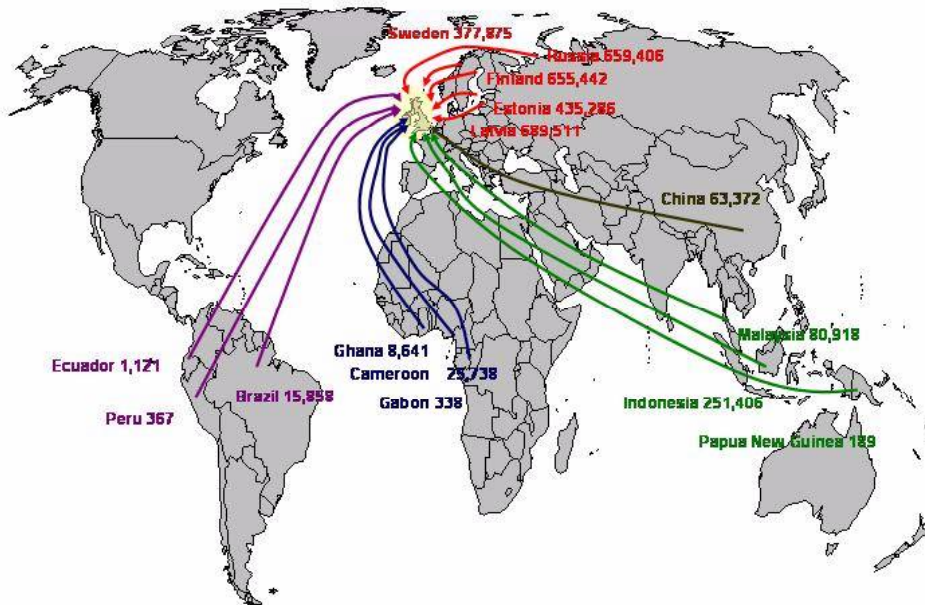 Sweden 377,875
Russia 659,406
Finland 655,442
Estonia 435,286
Latvia 689,511
China 63,372
Malaysia 80,918
Ghana 8,641
Ecuador 1,121
Cameroon 25,738
Brazil 15,858
Gabon 338
Indonesia 251,406
Peru 367
Papua New Guinea 189